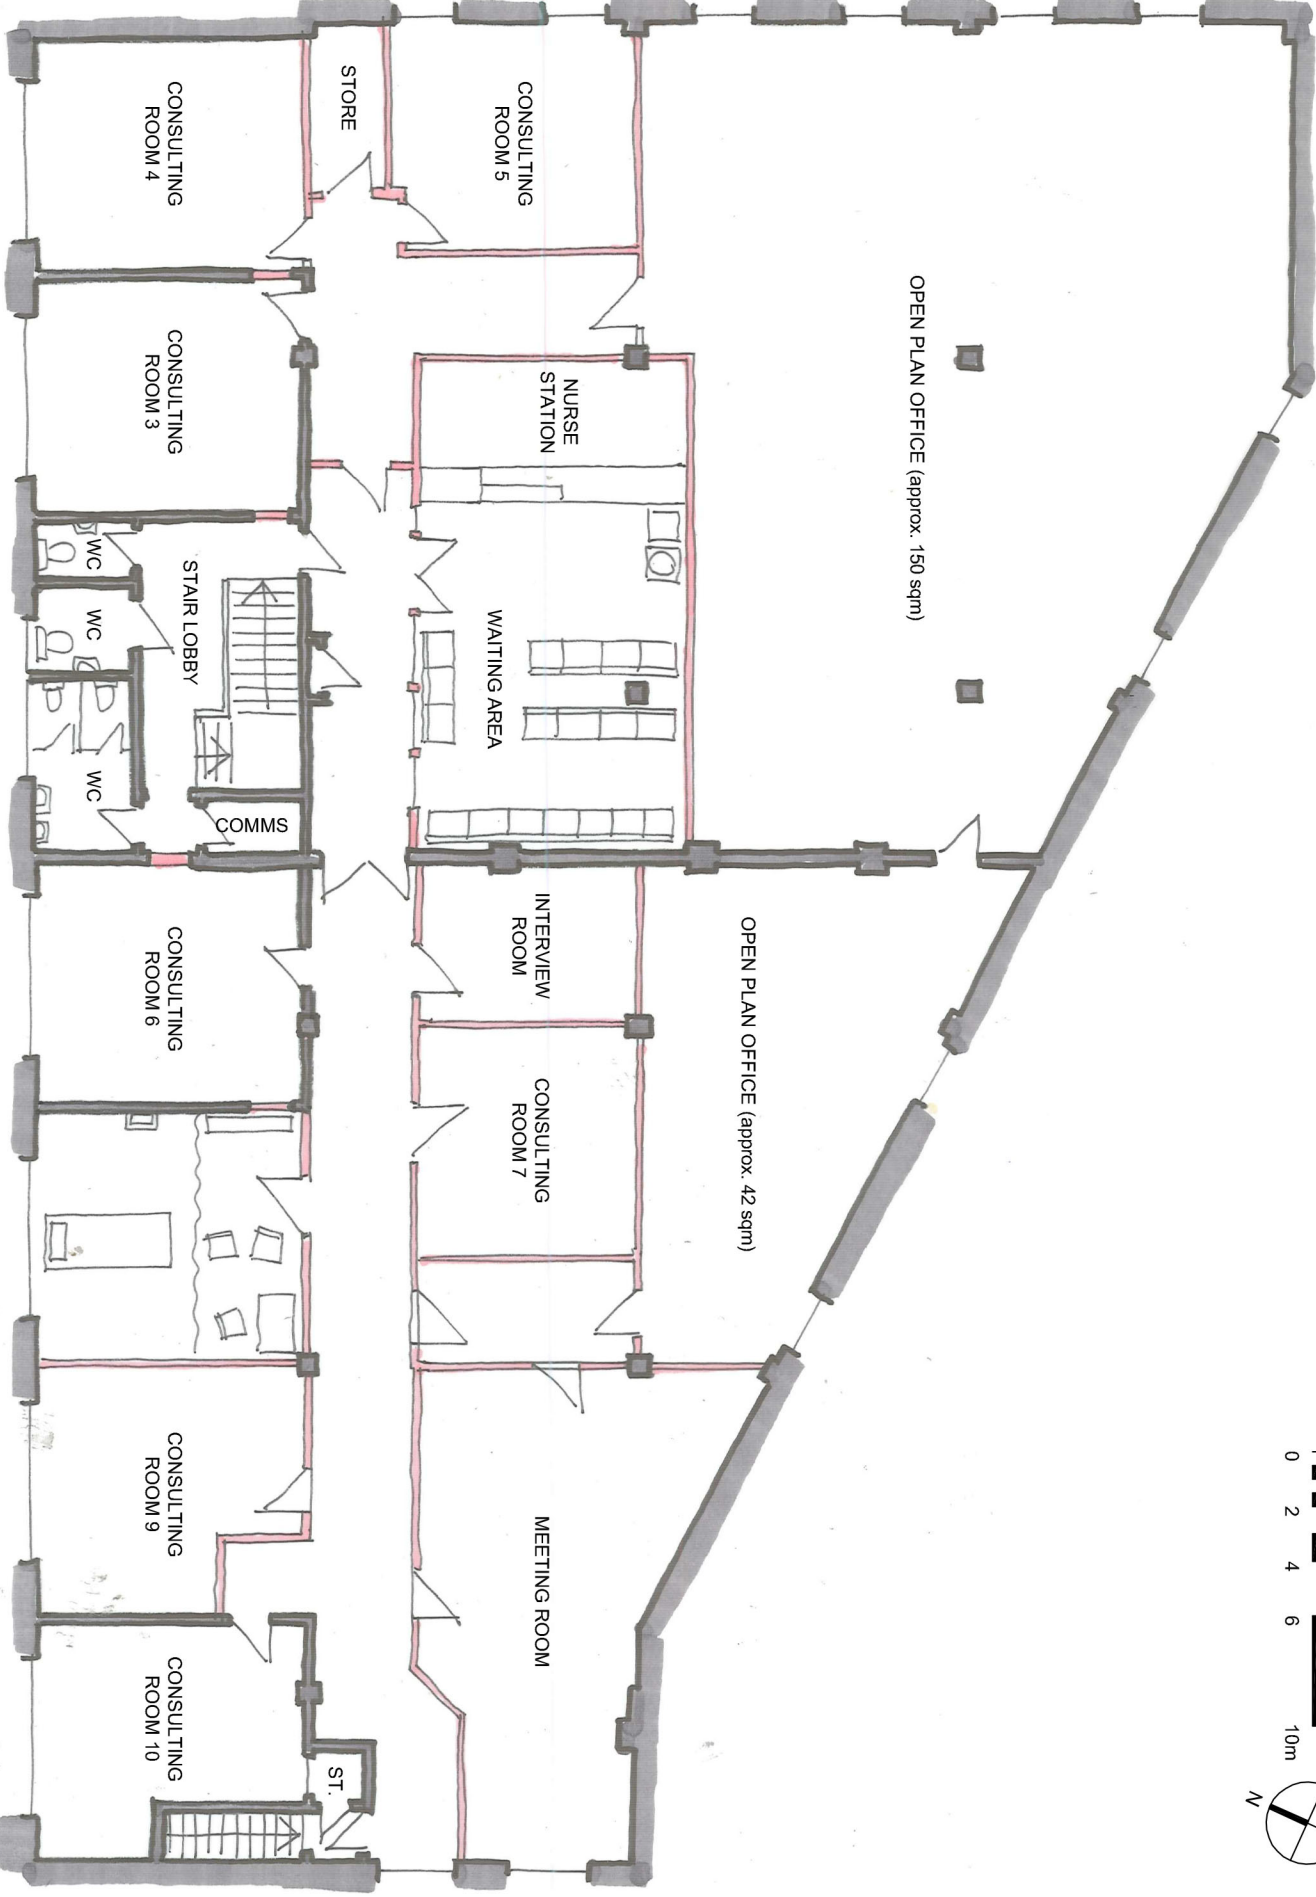 CONSULTING
ROOM 4
STORE
CONSULTING
ROOM 5
CONSULTING
ROOM 3
NURSE
STATION
OPEN PLAN OFFICE (approx. 150 sqm)
WC
WC
WC
STAIR LOBBY
WAITING AREA
COMMS
CONSULTING
ROOM 6
INTERVIEW
ROOM
OPEN PLAN OFFICE (approx. 42 sqm)
CONSULTING
ROOM 7
CONSULTING
ROOM 9
MEETING ROOM
CONSULTING
ROOM 10
ST.
0 2 4 6 10m
N